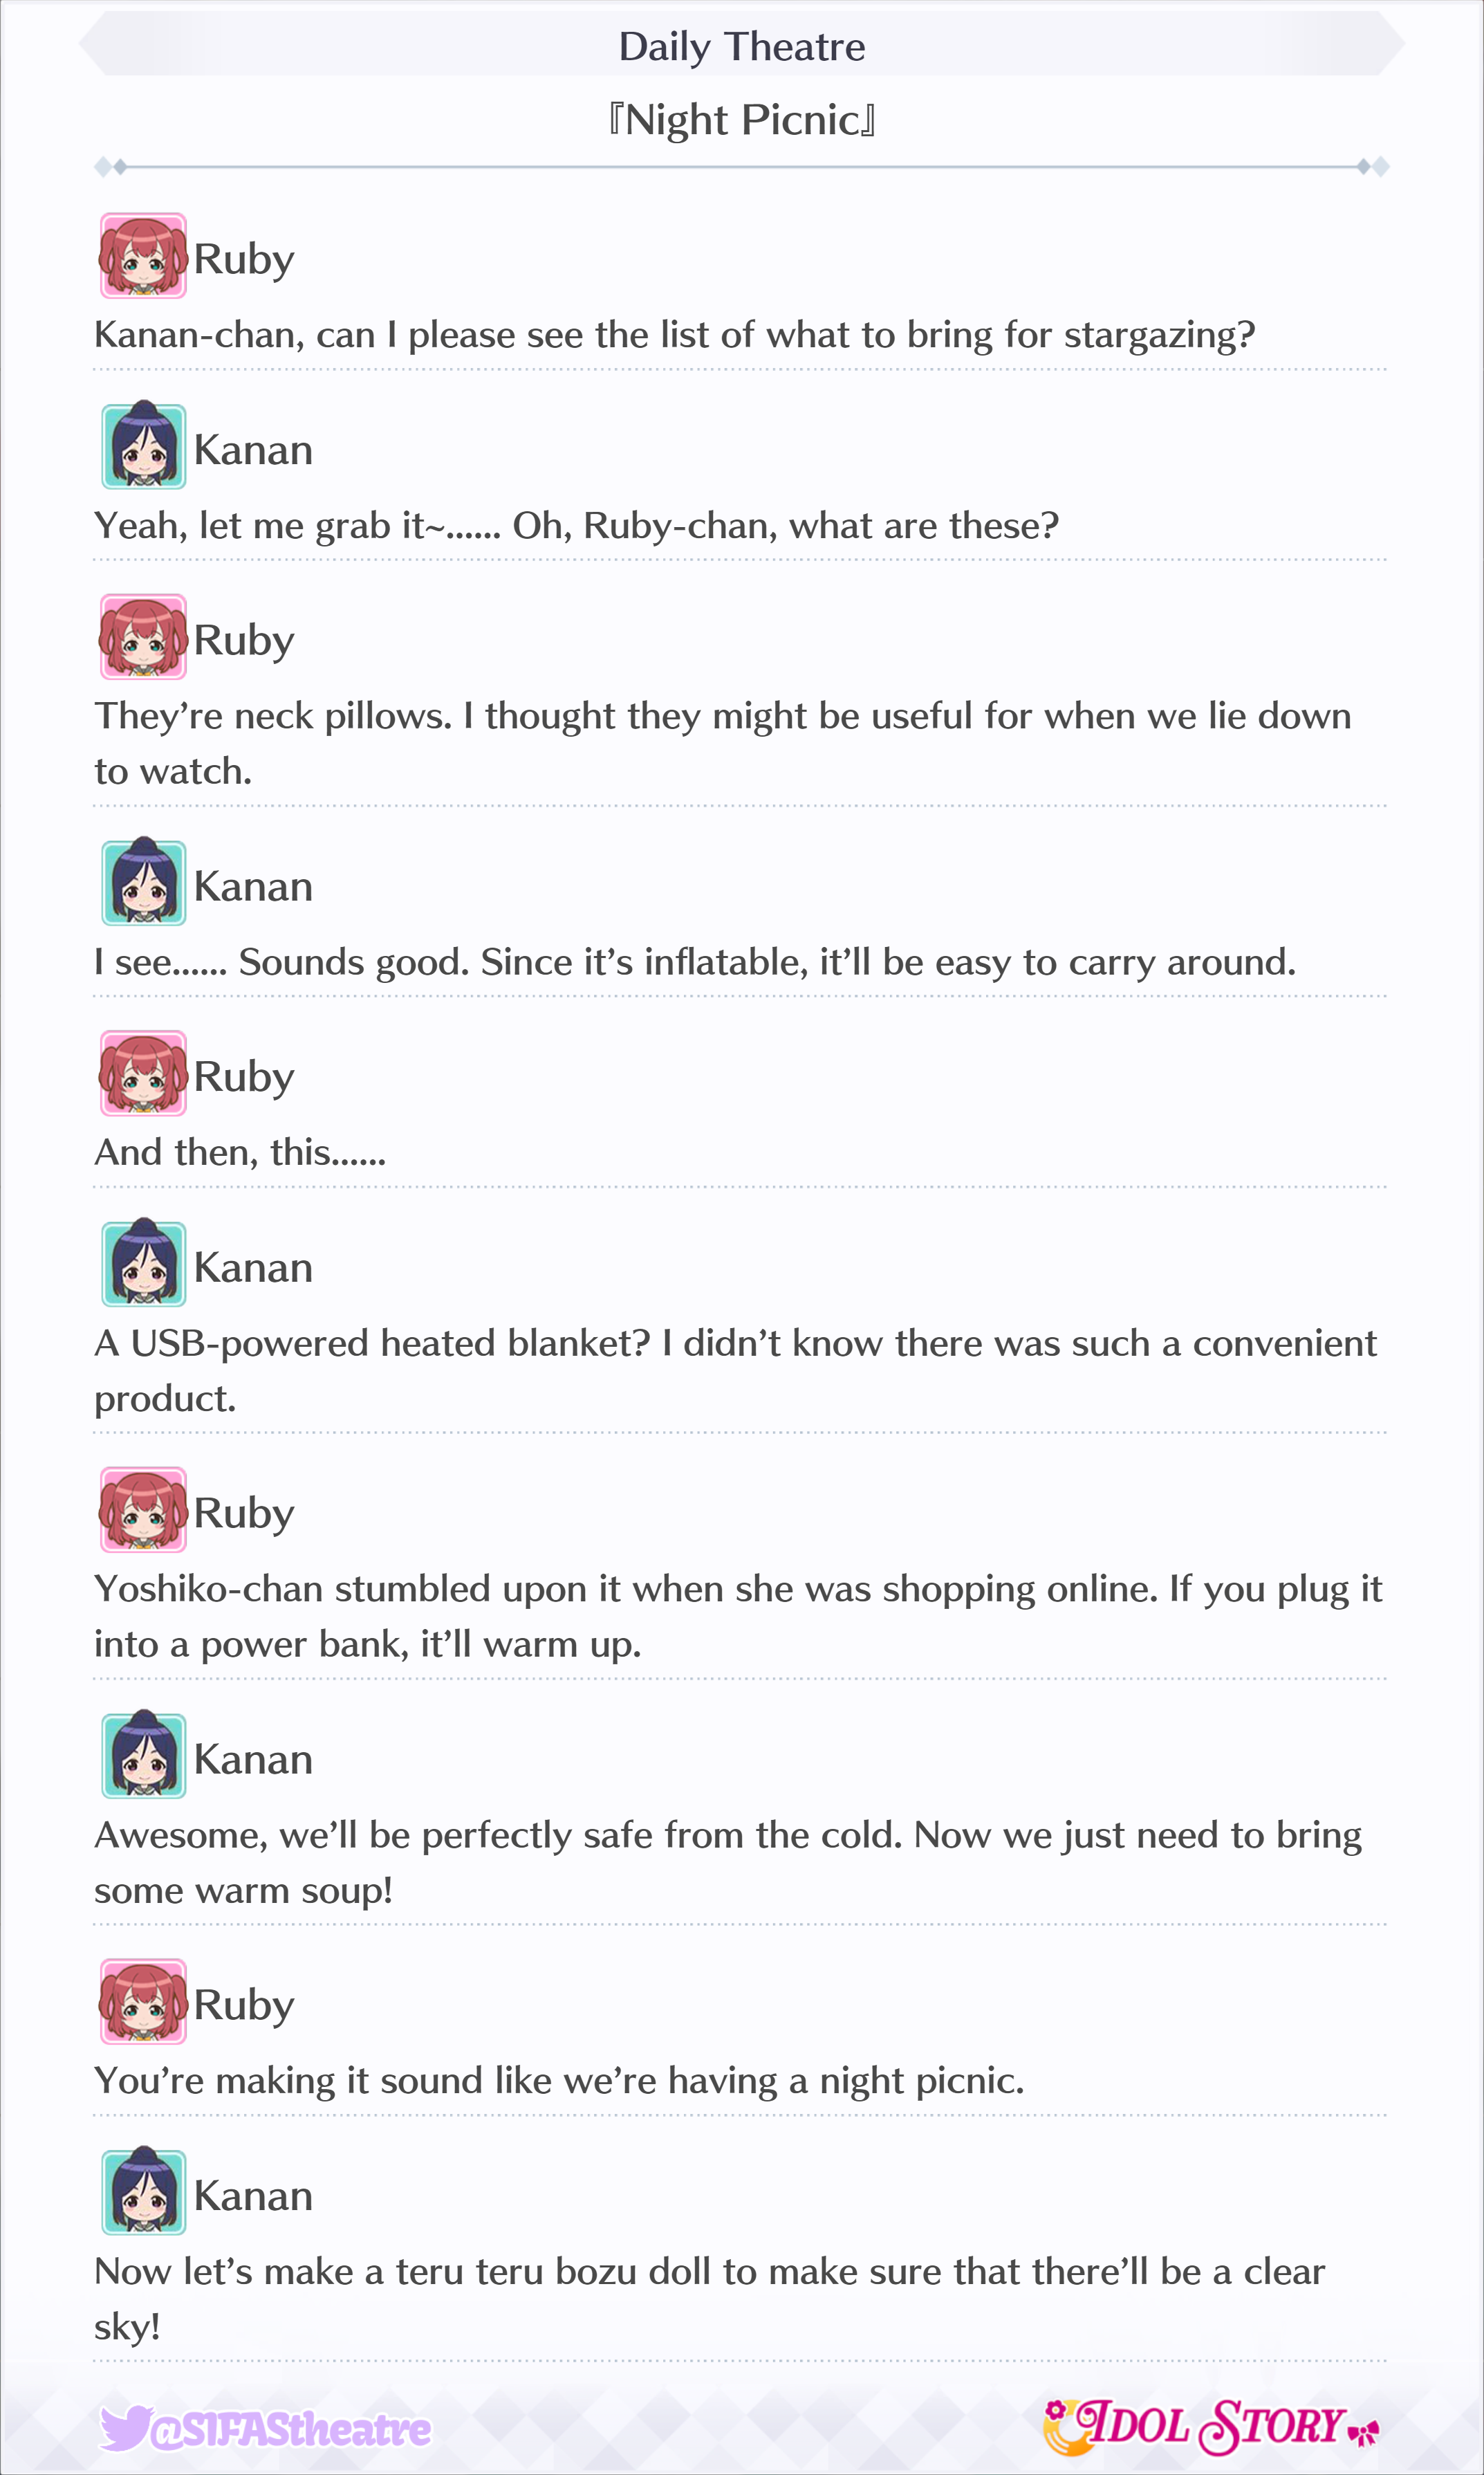 Daily Theatre
『Night Picnic』
Ruby
Kanan-chan, can I please see the list of what to bring for stargazing?
Kanan
Yeah, let me grab it~...... Oh, Ruby-chan, what are these?
Ruby
They’re neck pillows. I thought they might be useful for when we lie down
to watch.
Kanan
I see...... Sounds good. Since it’s inflatable, it’ll be easy to carry around.
Ruby
And then, this......
Kanan
A USB-powered heated blanket? I didn’t know there was such a convenient
product.
Ruby
Yoshiko-chan stumbled upon it when she was shopping online. If you plug it
into a power bank, it’ll warm up.
Kanan
Awesome, we’ll be perfectly safe from the cold. Now we just need to bring
some warm soup!
Ruby
You’re making it sound like we’re having a night picnic.
Kanan
Now let’s make a teru teru bozu doll to make sure that there’ll be a clear
sky!
@SIFAStheatre
IDOL STORY